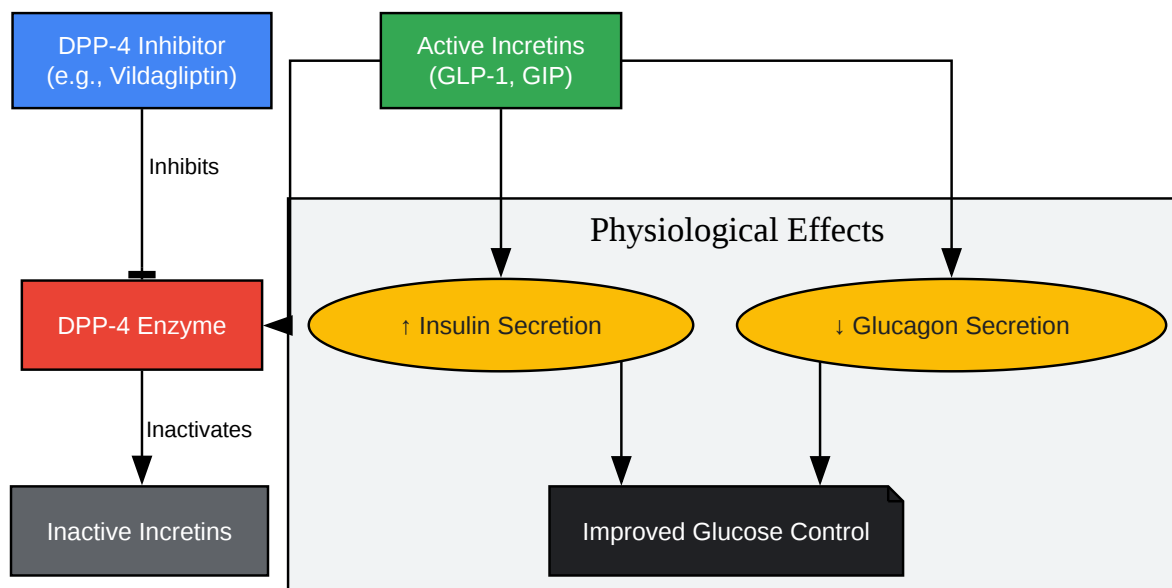 DPP-4 Inhibitor
(e.g., Vildagliptin)
Active Incretins
(GLP-1, GIP)
Inhibits
Physiological Effects
DPP-4 Enzyme
↑ Insulin Secretion
↓ Glucagon Secretion
Inactivates
Inactive Incretins
Improved Glucose Control